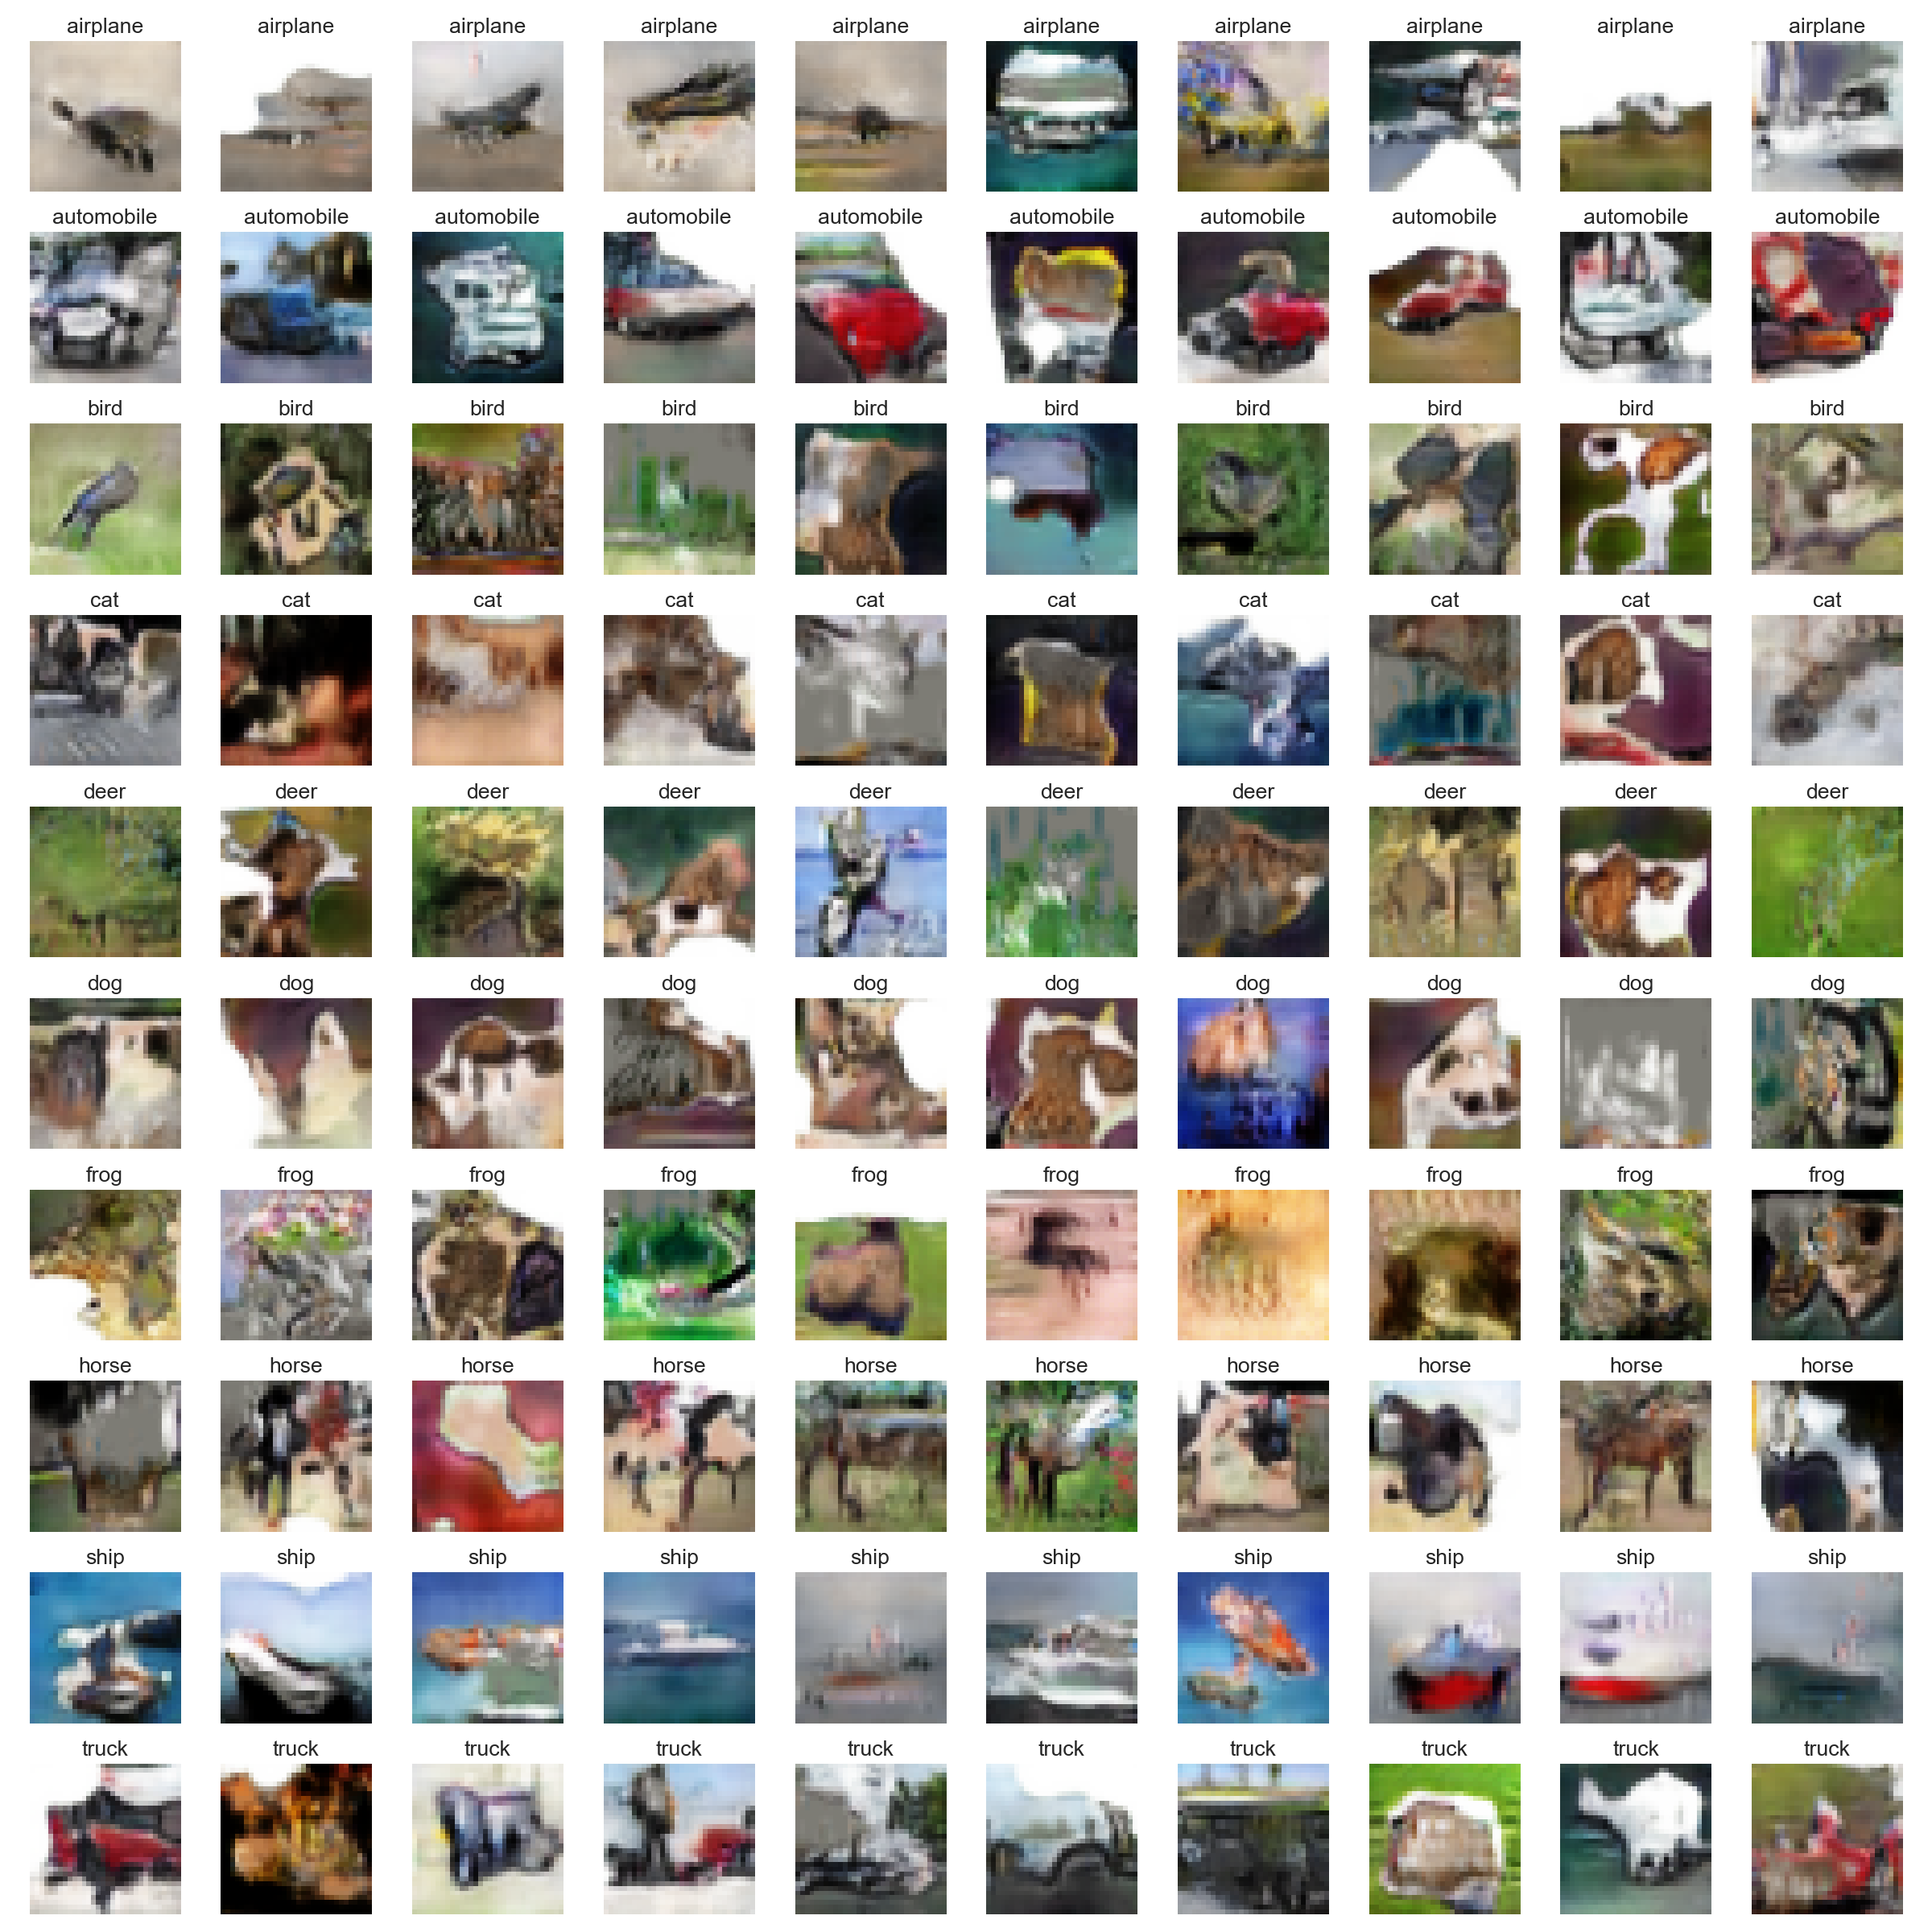 airplane airplane airplane airplane airplane airplane airplane airplane airplane airplane
automobile automobile automobile automobile automobile automobile automobile automobile automobile automobile
bird bird bird bird bird bird bird bird bird bird
cat cat cat cat cat cat cat cat cat cat
deer deer deer deer deer deer deer deer deer deer
dog dog dog dog dog dog dog dog dog dog
frog frog frog frog frog frog frog frog frog frog
horse horse horse horse horse horse horse horse horse horse
ship ship ship ship ship ship ship ship ship ship
truck truck truck truck truck truck truck truck truck truck